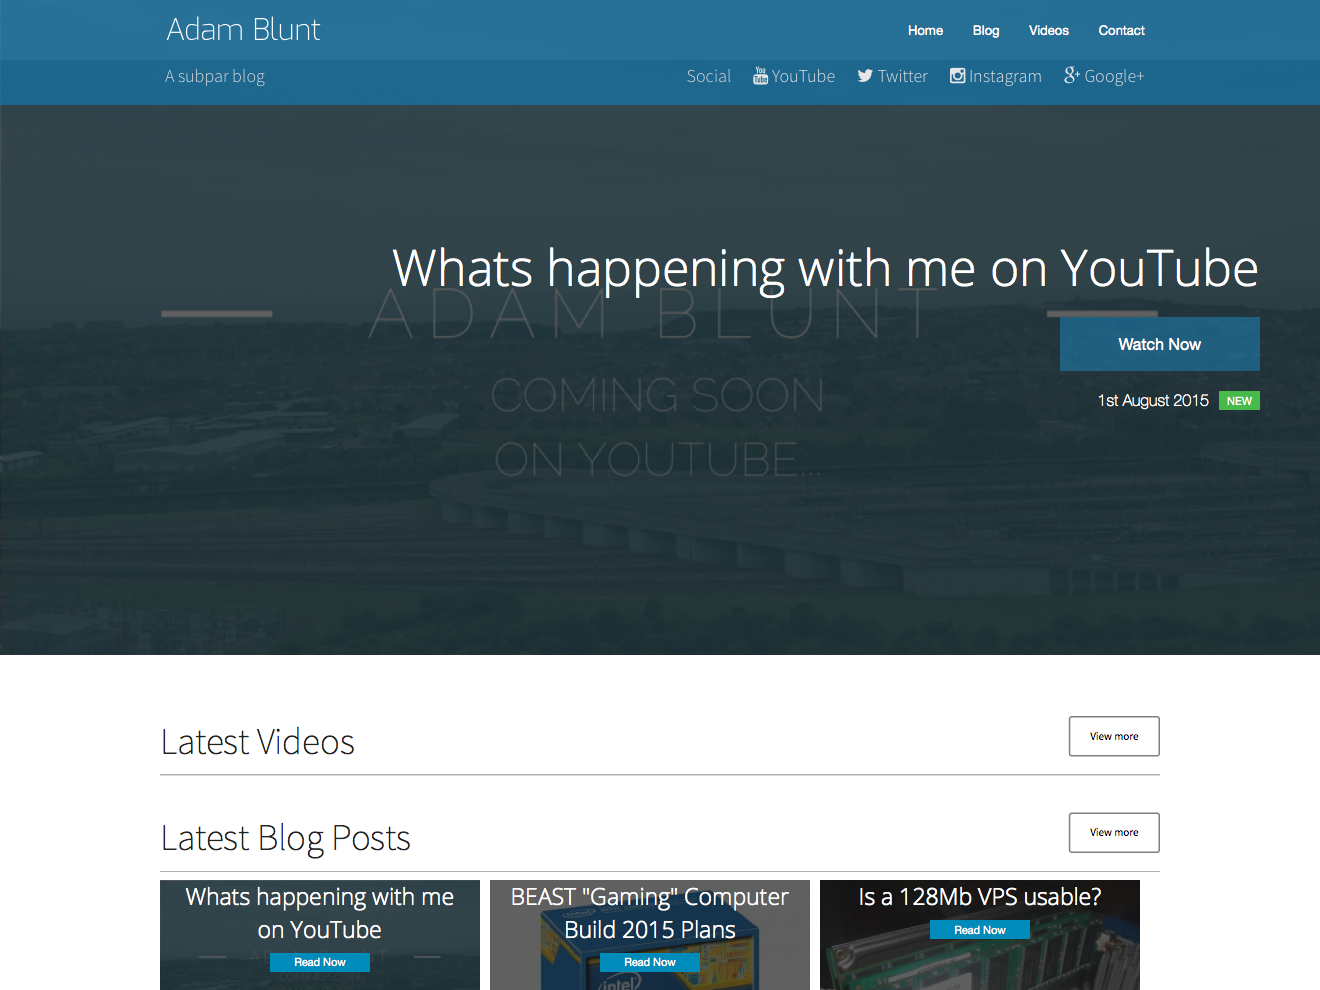 Adam Blunt
Home Blog Videos Contact
A subpar blog
Social YouTube Twitter Instagram Google+
Whats happening with me on YouTube
ADAM BLUNT
Watch Now
COMING SOON
1st August 2015 NEW
ON YOUTUBE...
Latest Videos
View more
Latest Blog Posts
View more
Whats happening with me
on YouTube
Read Now
BEAST "Gaming" Computer
Build 2015 Plans
Read Now
intel
Is a 128Mb VPS usable?
Read Now